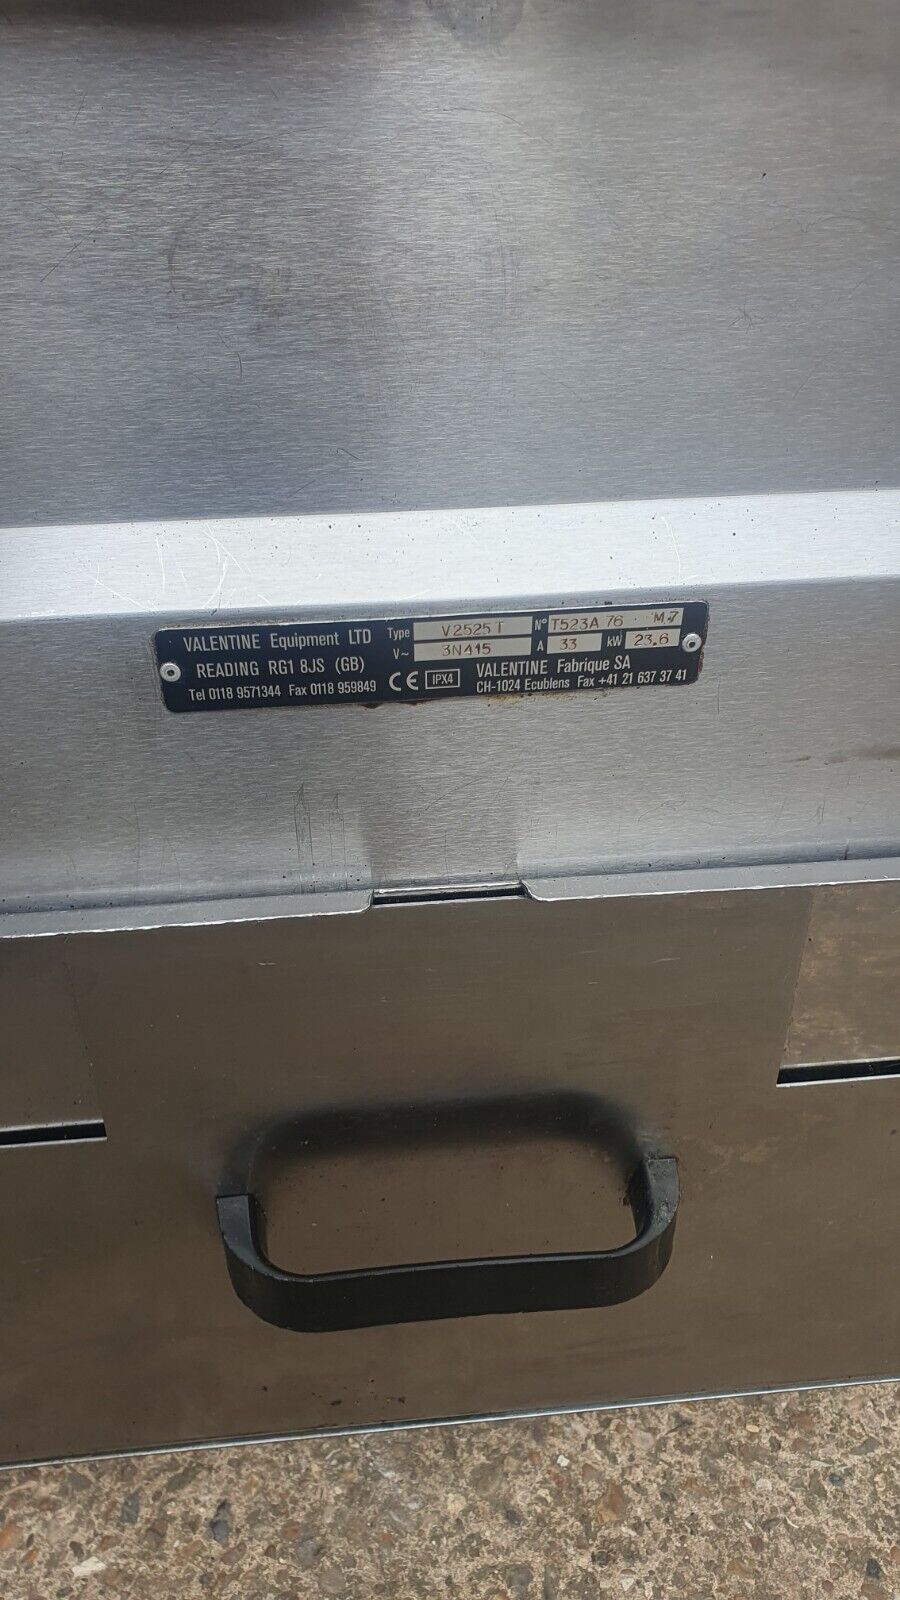 VALENTINE Equipment LTD
READING RG1 8JS (GB)
Tel 0118 9571344 Fax 0118 959849
Type V2525T N° T523A 76 M7
V~ 3N415 A 33 kW 23.6
CE IPX4
VALENTINE Fabrique SA
CH-1024 Ecublens Fax +41 21 637 37 41